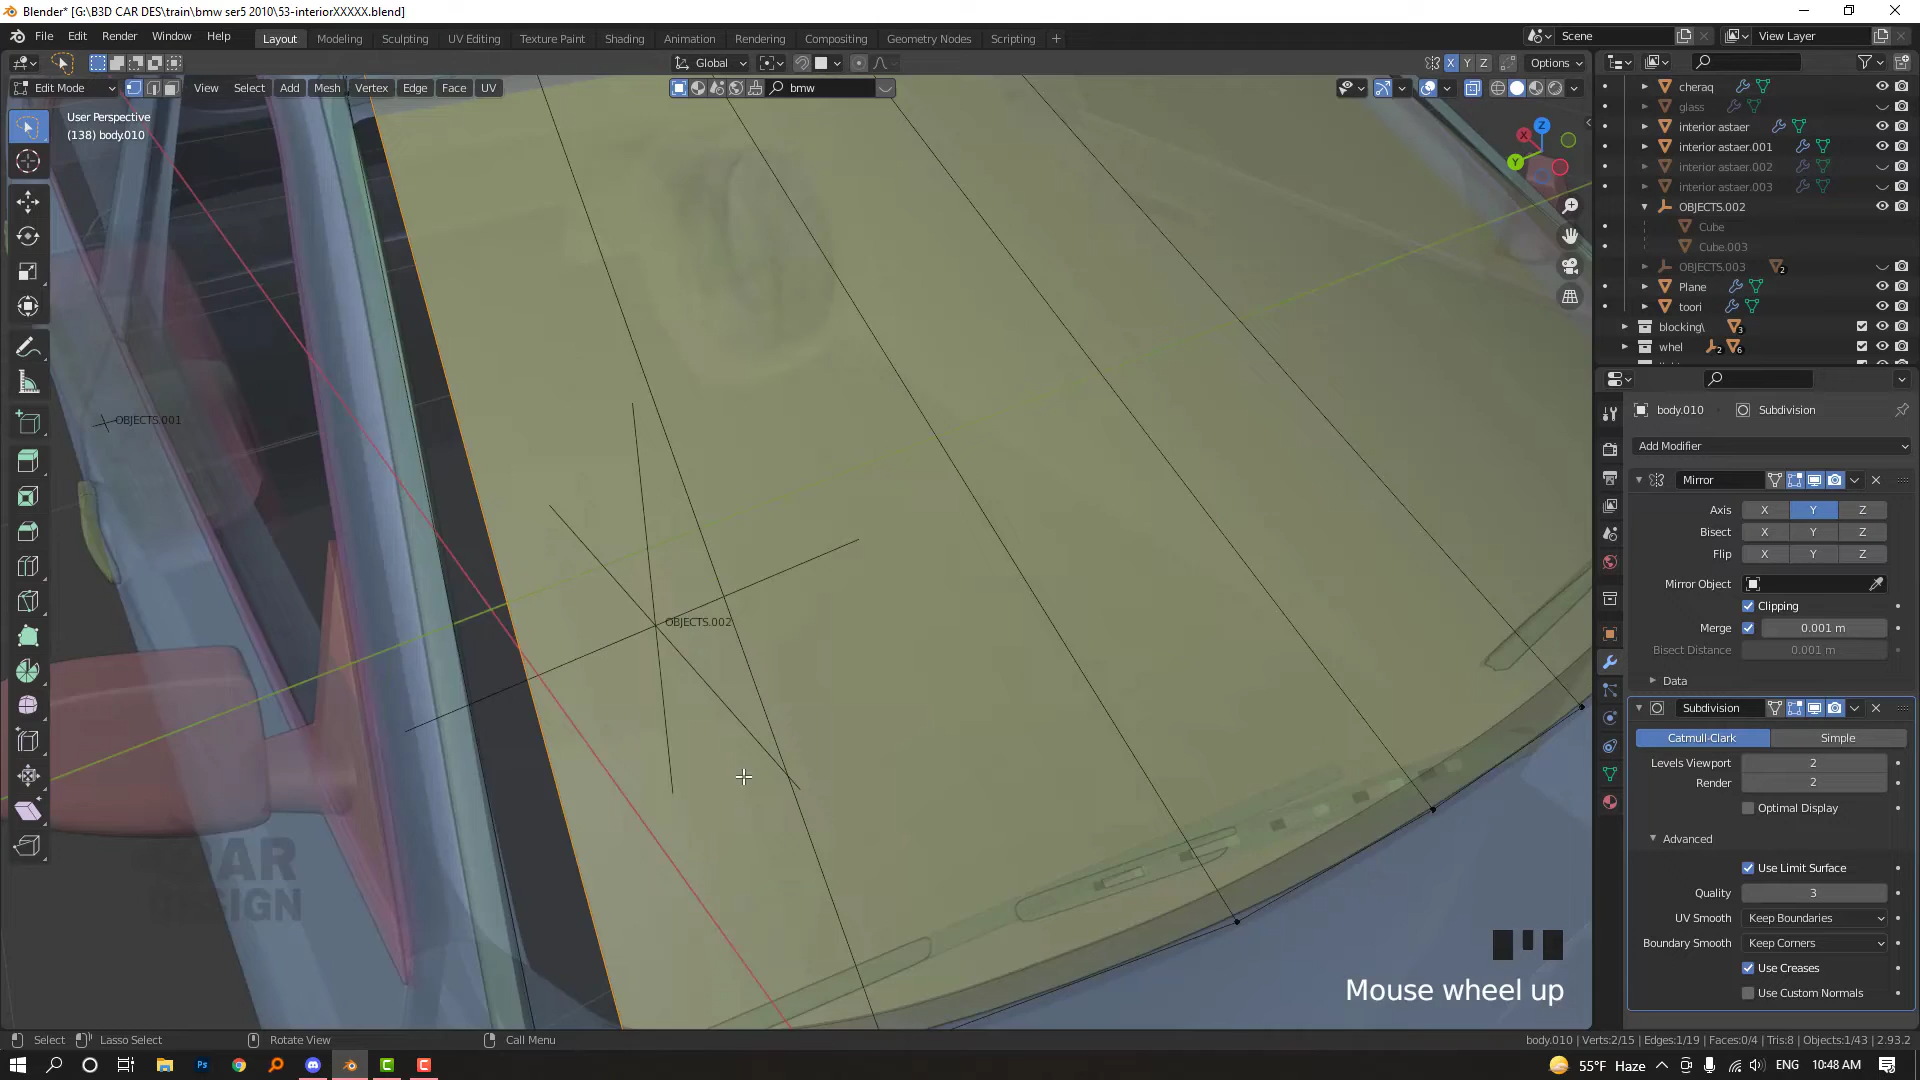 Blender* [G:\B3D CAR DES\train\bmw ser5 2010\53-interiorXXXXX.blend]
File Edit Render Window Help Layout Modeling Sculpting UV Editing Texture Paint Shading Animation Rendering Compositing Geometry Nodes Scripting + Scene View Layer
Global X Y Z Options
Edit Mode View Select Add Mesh Vertex Edge Face UV bmw
User Perspective
(138) body.010
Z
X
Y
OBJECTS.001
OBJECTS.002
cheraq
glass
interior astaer
interior astaer.001
interior astaer.002
interior astaer.003
OBJECTS.002
Cube
Cube.003
OBJECTS.003 2
Plane
toori
blocking\ 3
whel 2 6
body.010 Subdivision
Add Modifier
Mirror
Axis X Y Z
Bisect X Y Z
Flip X Y Z
Mirror Object
Clipping
Merge 0.001 m
Bisect Distance 0.001 m
Data
Subdivision
Catmull-Clark Simple
Levels Viewport 2
Render 2
Optimal Display
Advanced
Use Limit Surface
Quality 3
UV Smooth Keep Boundaries
Boundary Smooth Keep Corners
Use Creases
Use Custom Normals
DESIGN
Mouse wheel up
Select Lasso Select Rotate View Call Menu body.010 | Verts:2/15 | Edges:1/19 | Faces:0/4 | Tris:8 | Objects:1/43 | 2.93.2
55°F Haze ENG 10:48 AM